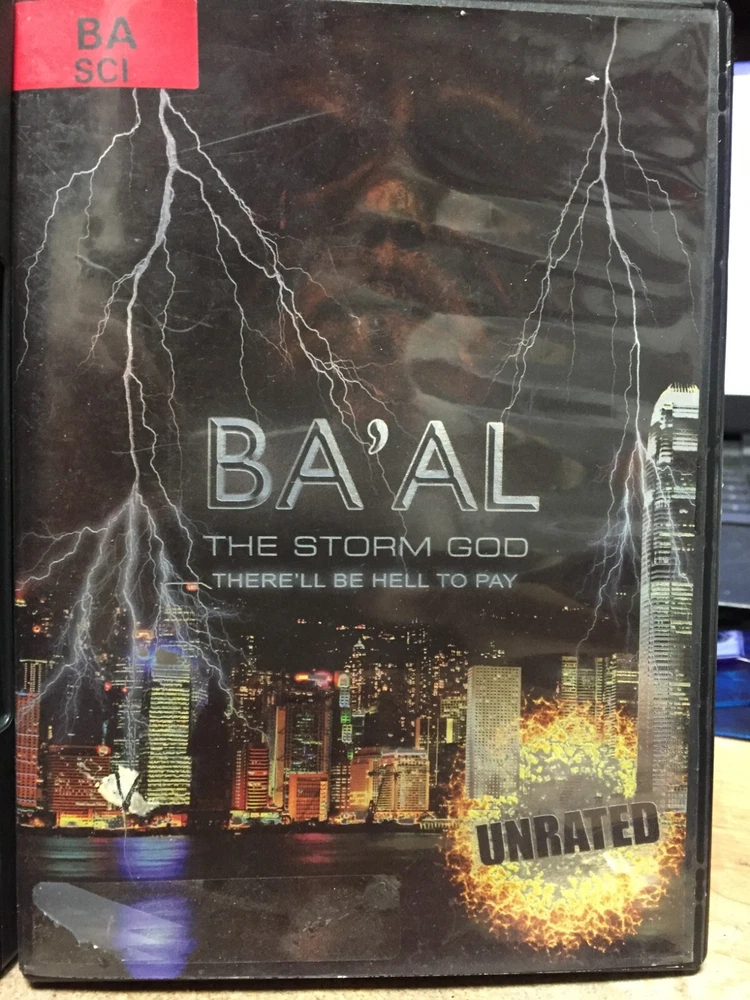 BA
SCI
BA'AL
THE STORM GOD
THERE'LL BE HELL TO PAY
UNRATED